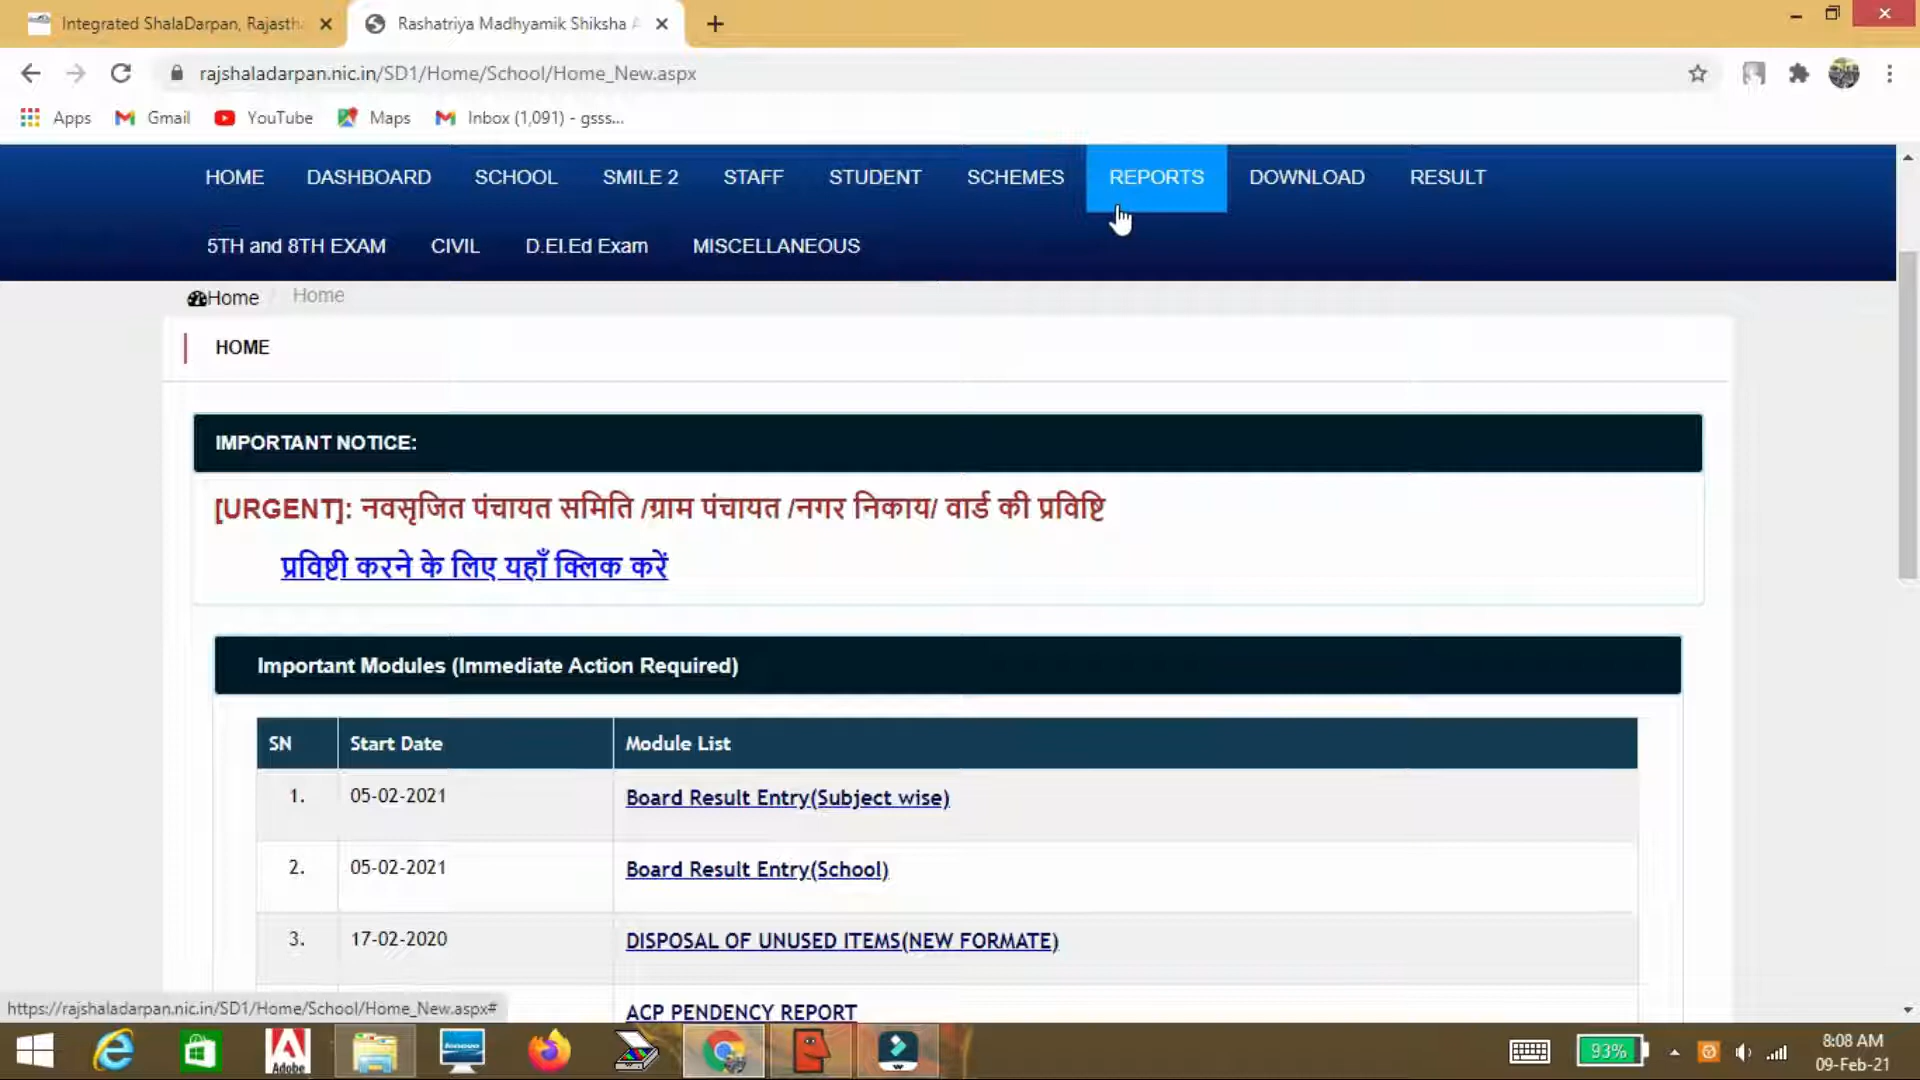 Integrated ShalaDarpan, Rajasth
Rashatriya Madhyamik Shiksha A
rajshaladarpan.nic.in/SD1/Home/School/Home_New.aspx
Apps Gmail YouTube Maps Inbox (1,091) - gsss...
HOME DASHBOARD SCHOOL SMILE 2 STAFF STUDENT SCHEMES REPORTS DOWNLOAD RESULT
5TH and 8TH EXAM CIVIL D.El.Ed Exam MISCELLANEOUS
Home / Home
HOME
IMPORTANT NOTICE:
[URGENT]: नवसृजित पंचायत समिति /ग्राम पंचायत /नगर निकाय/ वार्ड की प्रविष्टि
प्रविष्टी करने के लिए यहाँ क्लिक करें
Important Modules (Immediate Action Required)
SN Start Date Module List
1. 05-02-2021 Board Result Entry(Subject wise)
2. 05-02-2021 Board Result Entry(School)
3. 17-02-2020 DISPOSAL OF UNUSED ITEMS(NEW FORMATE)
ACP PENDENCY REPORT
https://rajshaladarpan.nic.in/SD1/Home/School/Home_New.aspx#
Adobe
lenovo
93%
8:08 AM
09-Feb-21